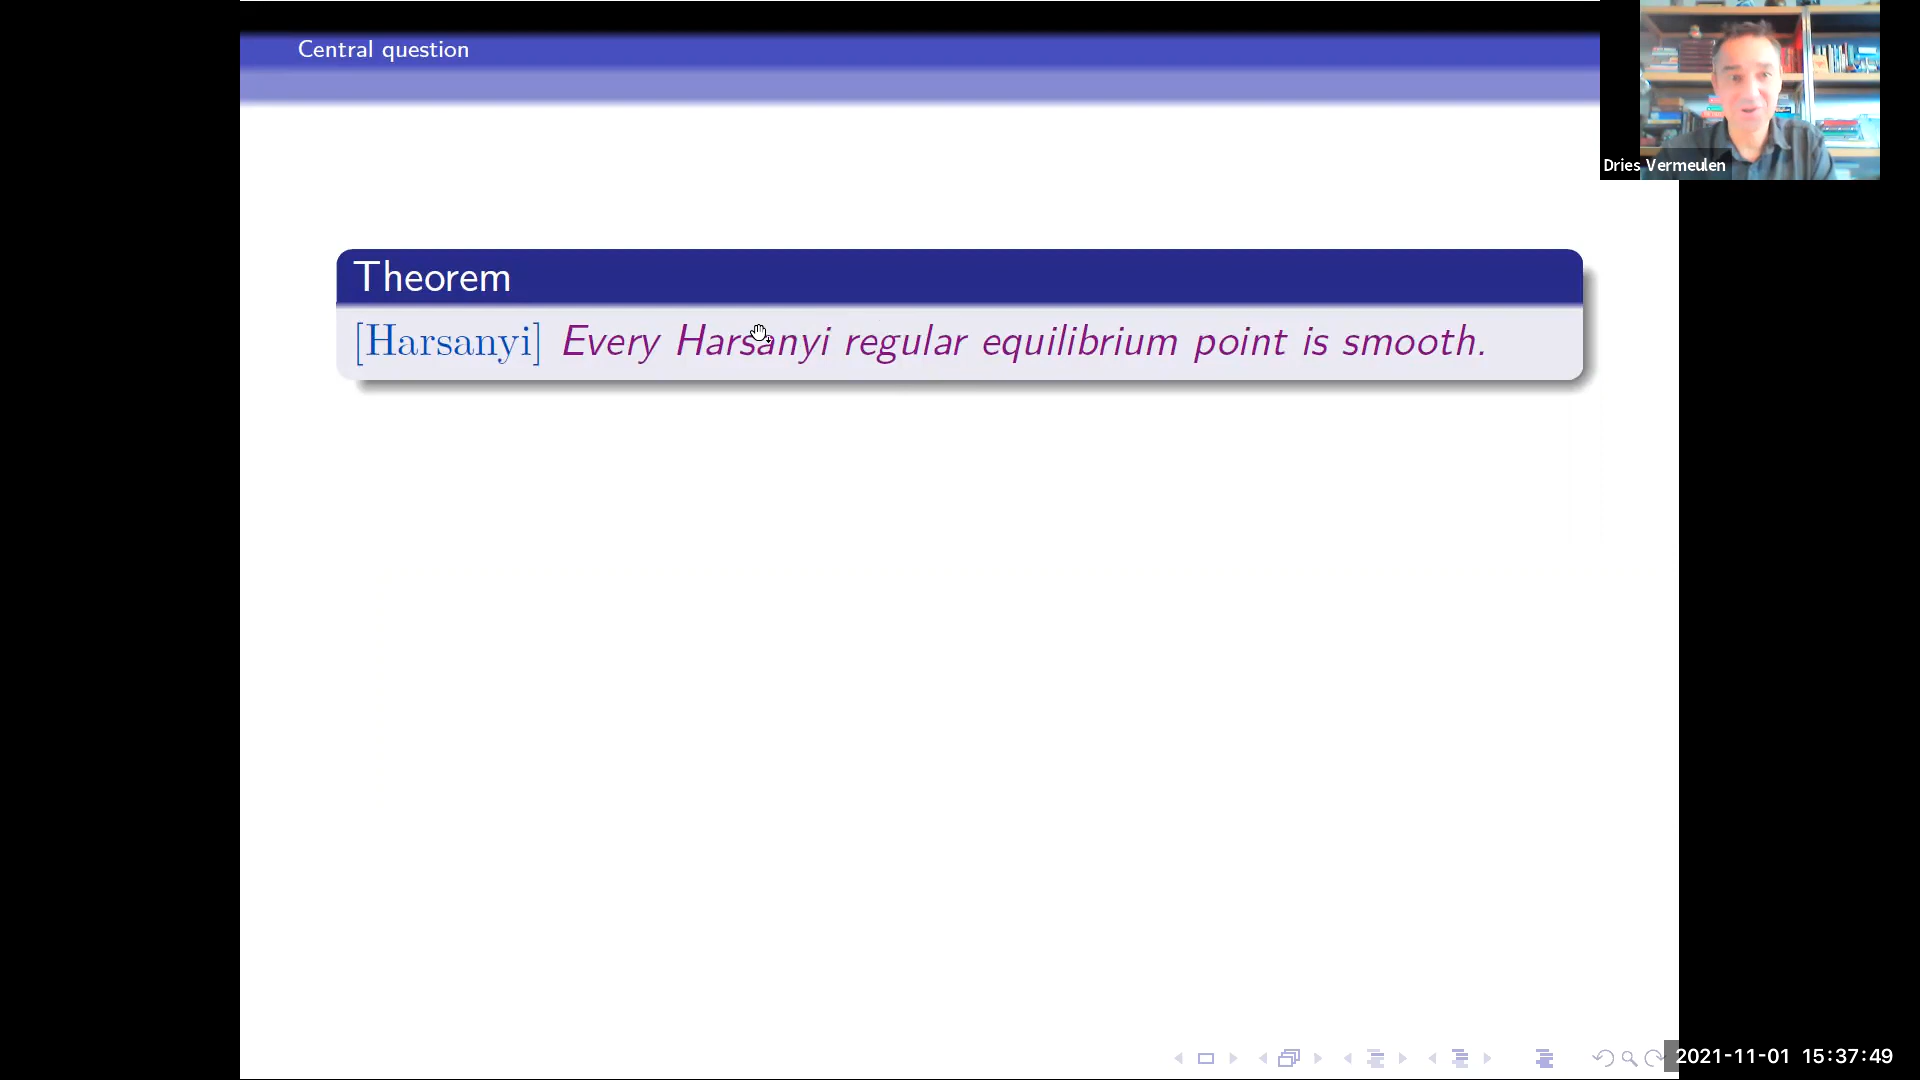 Central question
Dries Vermeulen
Theorem
[Harsanyi] Every Harsanyi regular equilibrium point is smooth.
2021-11-01 15:37:49